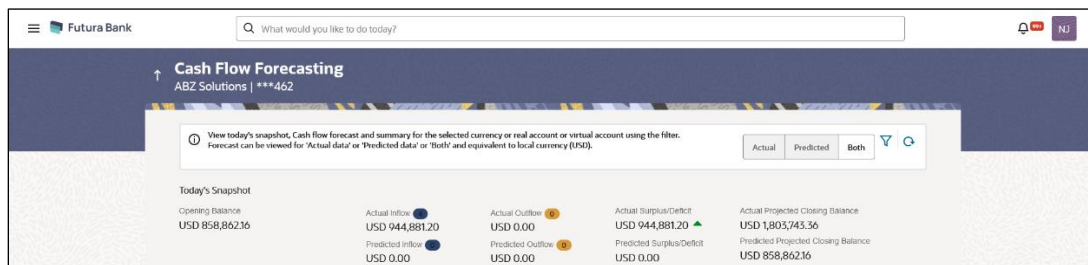 Futura Bank
What would you like to do today?
99+
NJ
Cash Flow Forecasting
ABZ Solutions | ***462
View today's snapshot, Cash flow forecast and summary for the selected currency or real account or virtual account using the filter.
Forecast can be viewed for 'Actual data' or 'Predicted data' or 'Both' and equivalent to local currency (USD).
Actual Predicted Both
Today's Snapshot
Opening Balance
USD 858,862.16
Actual Inflow 0
USD 944,881.20
Actual Outflow 0
USD 0.00
Actual Surplus/Deficit
USD 944,881.20
Actual Projected Closing Balance
USD 1,803,743.36
Predicted Inflow 0
USD 0.00
Predicted Outflow 0
USD 0.00
Predicted Surplus/Deficit
USD 0.00
Predicted Projected Closing Balance
USD 858,862.16